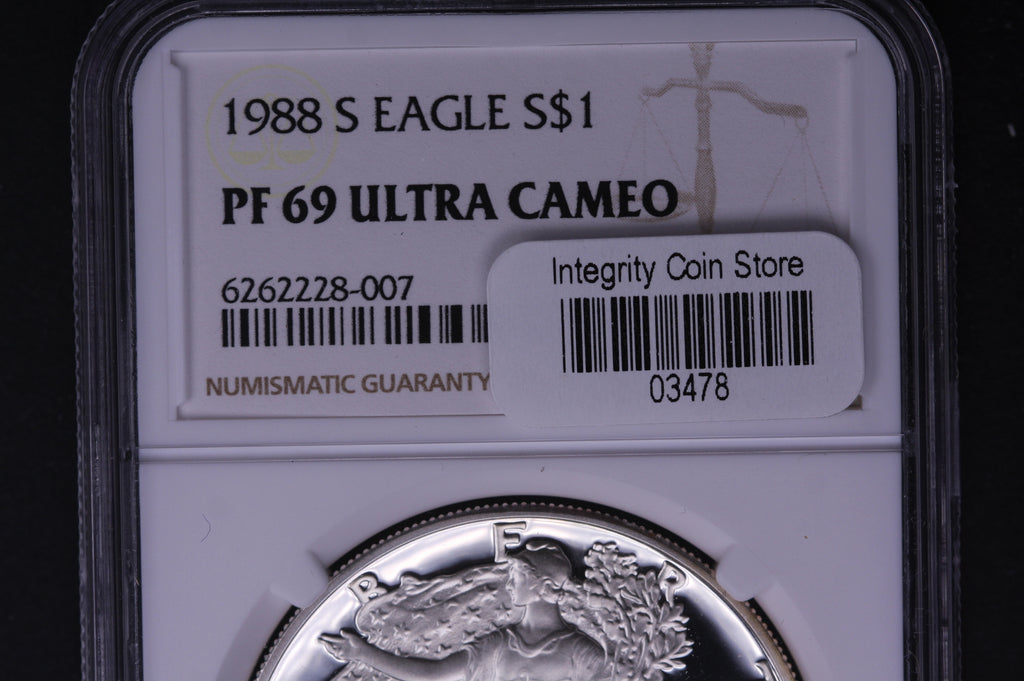 1988 S EAGLE S$1
PF 69 ULTRA CAMEO
6262228-007
NUMISMATIC GUARANTY
Integrity Coin Store
03478
B E R